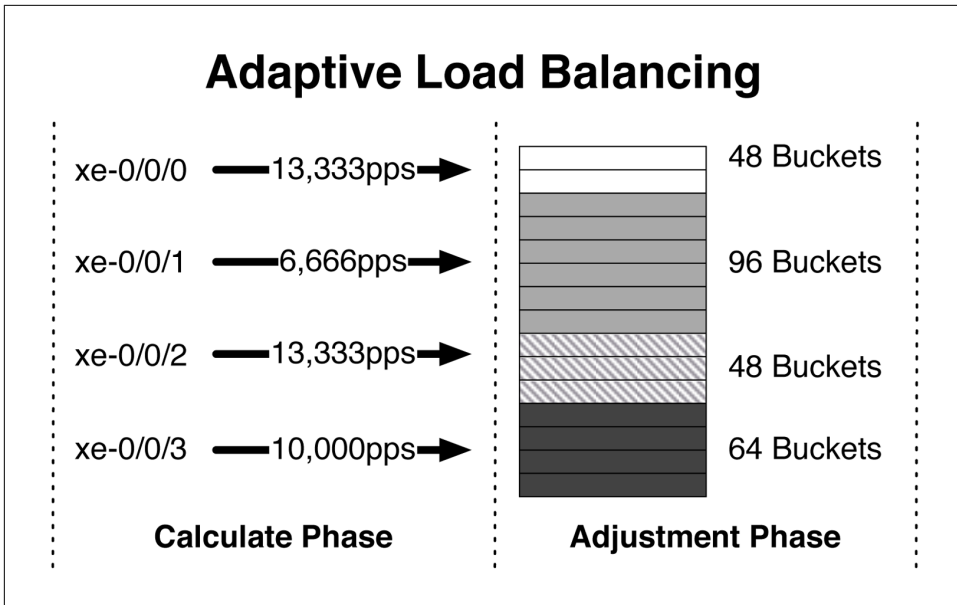 Adaptive Load Balancing
xe-0/0/0 13,333pps 48 Buckets
xe-0/0/1 6,666pps 96 Buckets
xe-0/0/2 13,333pps 48 Buckets
xe-0/0/3 10,000pps 64 Buckets
Calculate Phase Adjustment Phase